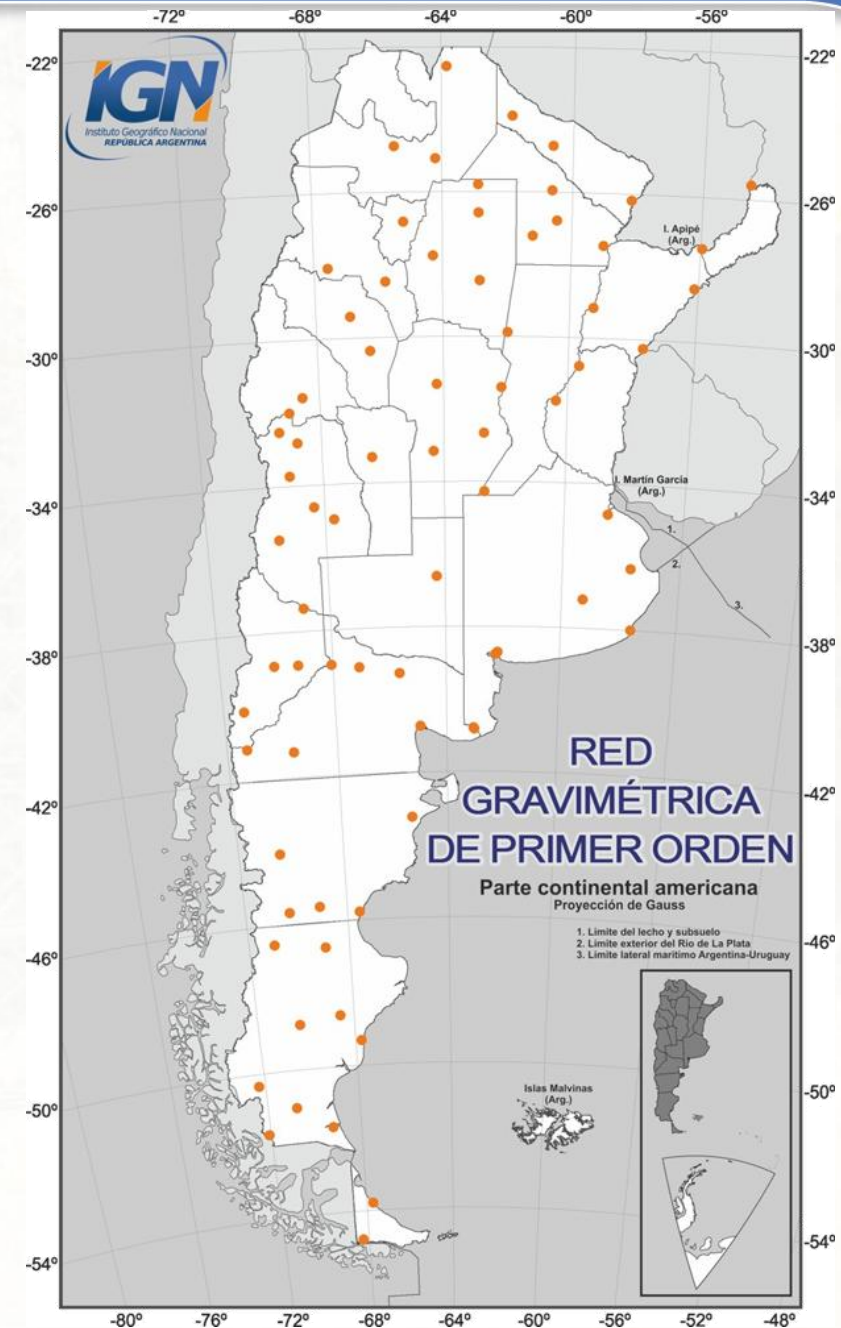 -72º -68º -64º -60º -56º
-22º -22º
IGN
Instituto Geográfico Nacional
REPÚBLICA ARGENTINA
-26º -26º
I. Apipé
(Arg.)
-30º -30º
I. Martín García
(Arg.)
-34º -34º
1.
2.
3.
-38º -38º
RED
GRAVIMÉTRICA
DE PRIMER ORDEN
-42º -42º
Parte continental americana
Proyección de Gauss
1. Limite del lecho y subsuelo
2. Limite exterior del Río de La Plata
3. Limite lateral marítimo Argentina-Uruguay
-46º -46º
Islas Malvinas
(Arg.)
-50º -50º
-54º -54º
-80º -76º -72º -68º -64º -60º -56º -52º -48º